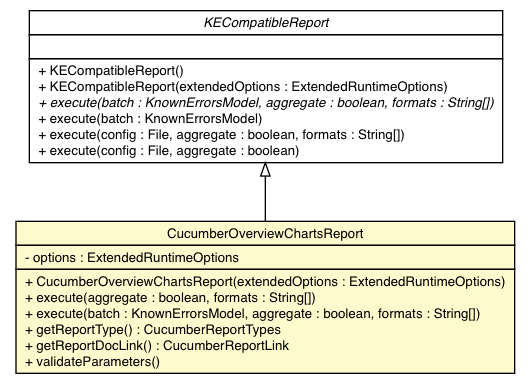 KECompatibleReport
+ KECompatibleReport()
+ KECompatibleReport(extendedOptions : ExtendedRuntimeOptions)
+ execute(batch : KnownErrorsModel, aggregate : boolean, formats : String[])
+ execute(batch : KnownErrorsModel)
+ execute(config : File, aggregate : boolean, formats : String[])
+ execute(config : File, aggregate : boolean)
CucumberOverviewChartsReport
- options : ExtendedRuntimeOptions
+ CucumberOverviewChartsReport(extendedOptions : ExtendedRuntimeOptions)
+ execute(aggregate : boolean, formats : String[])
+ execute(batch : KnownErrorsModel, aggregate : boolean, formats : String[])
+ getReportType() : CucumberReportTypes
+ getReportDocLink() : CucumberReportLink
+ validateParameters()